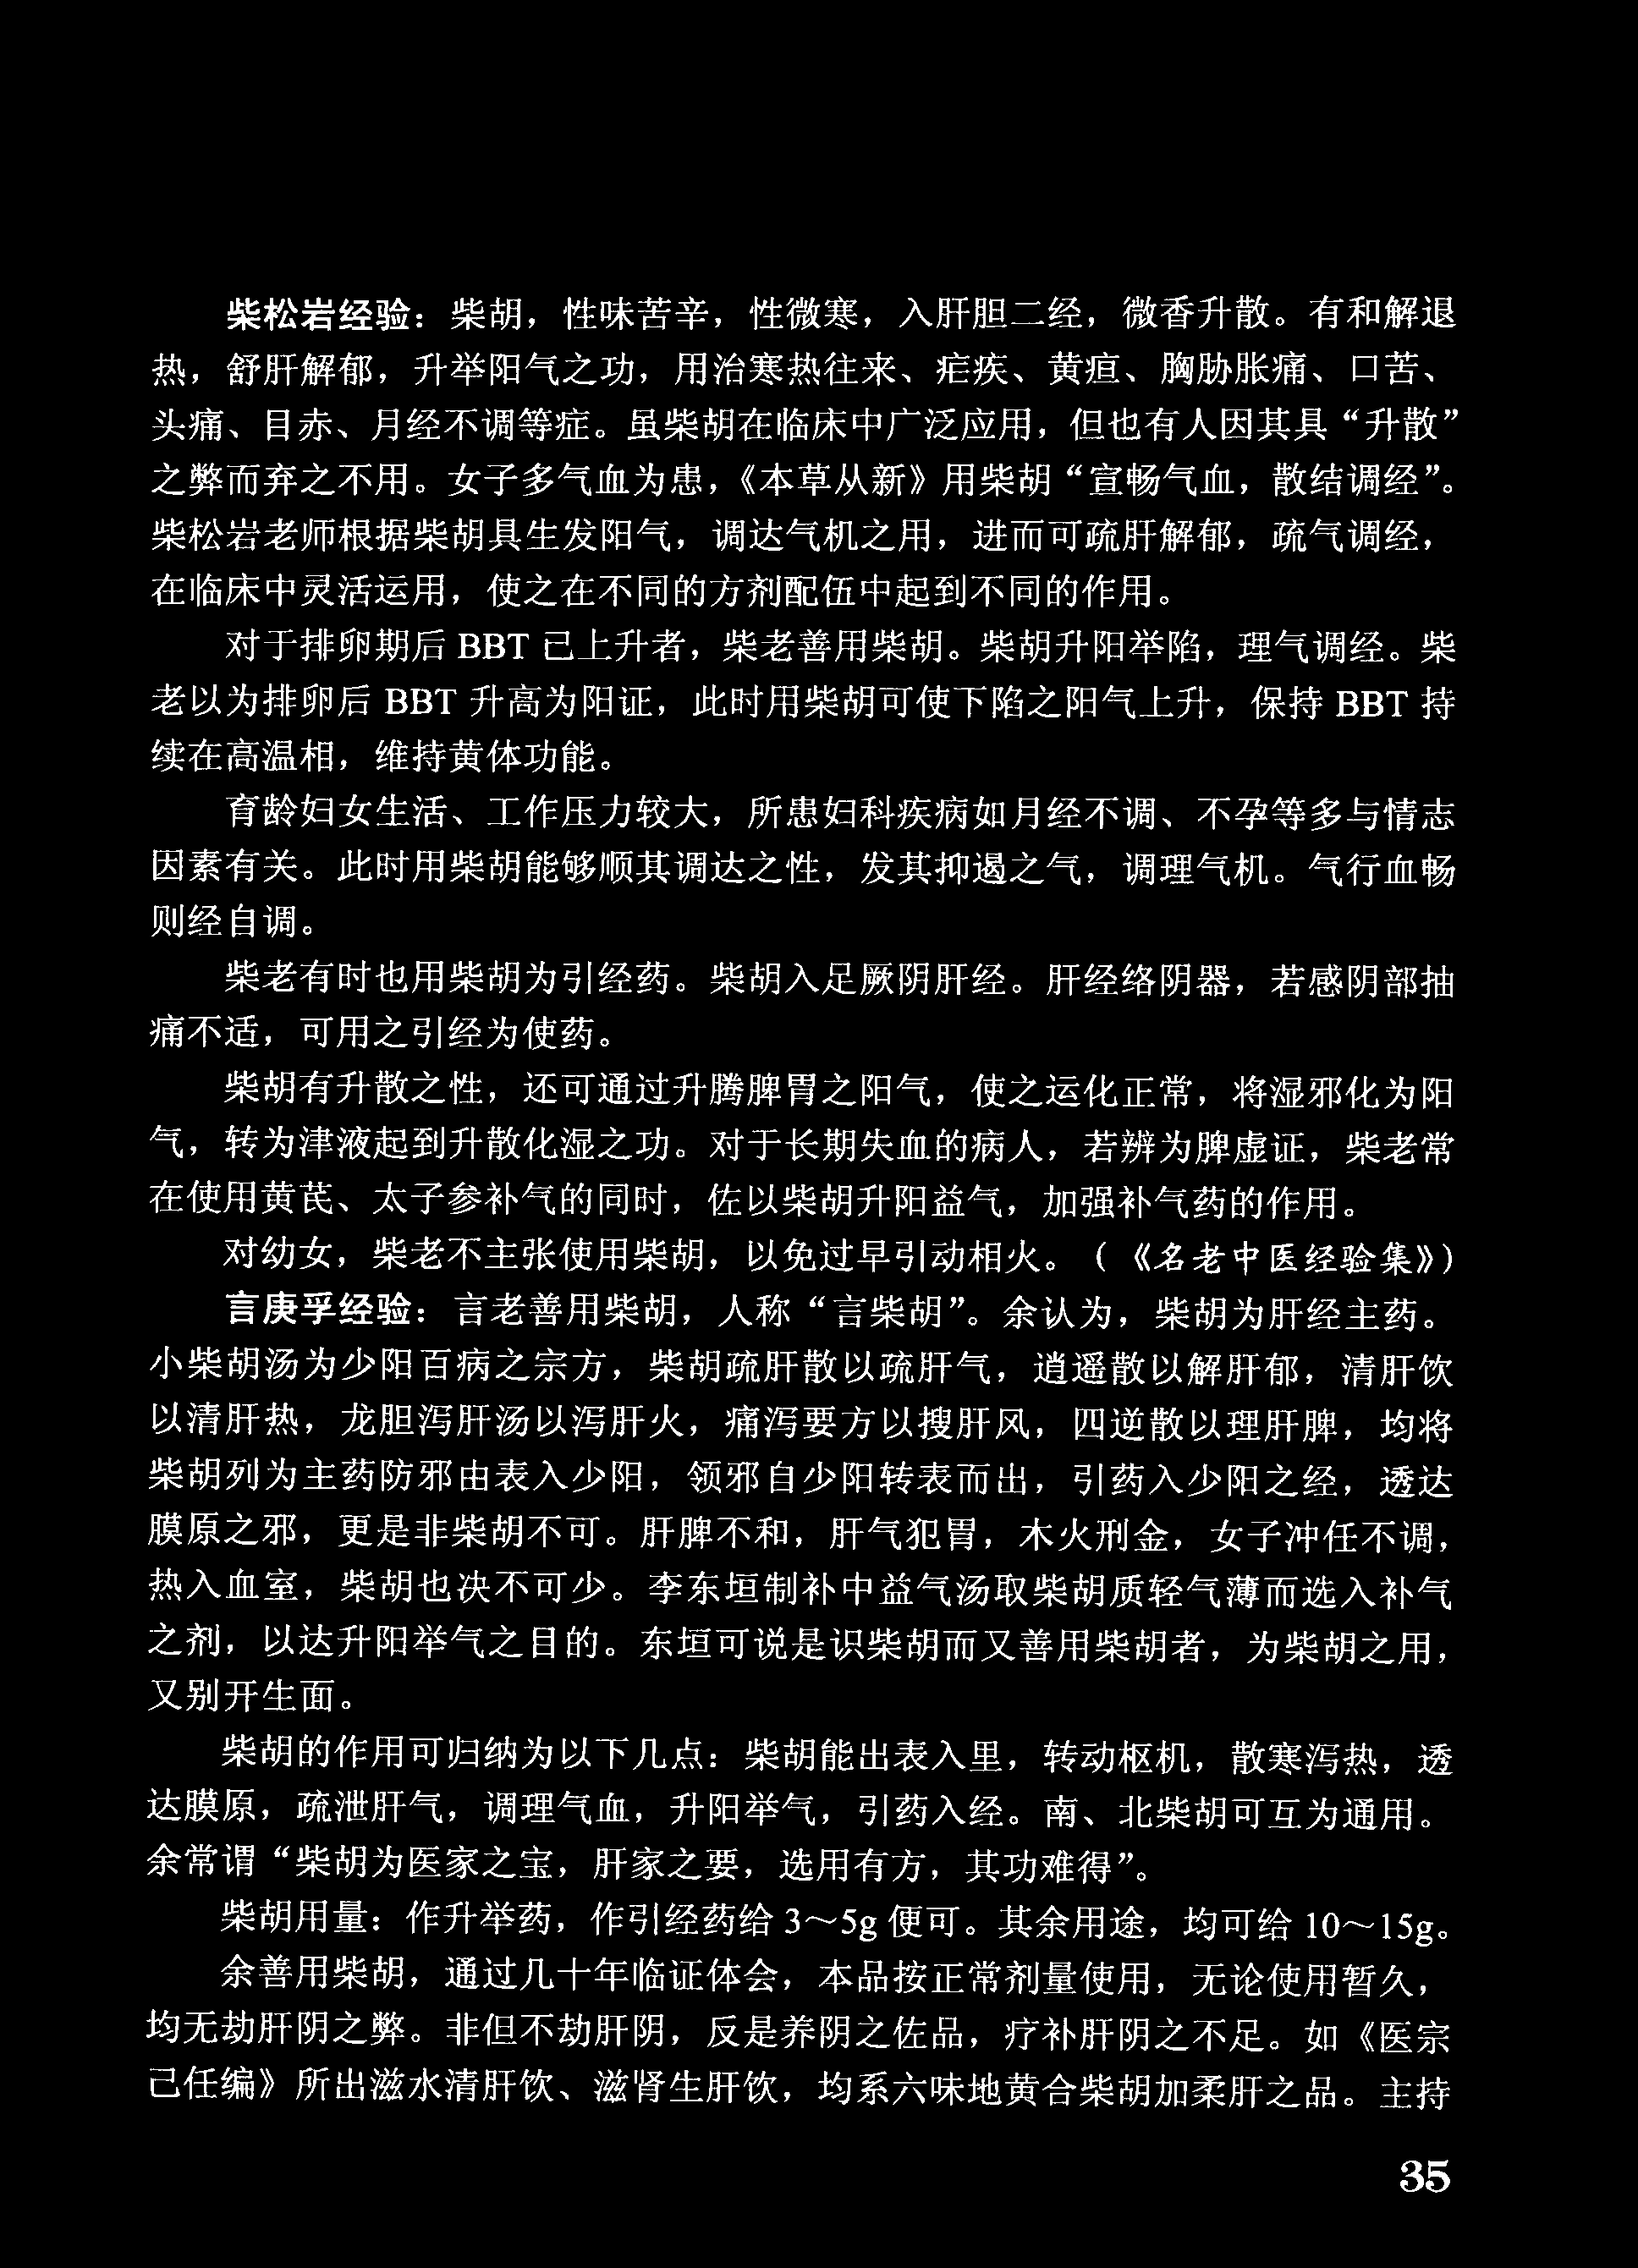 柴松岩经验：柴胡，性味苦辛，性微寒，入肝胆二经，微香升散。有和解退
热，舒肝解郁，升举阳气之功，用治寒热往来、疟疾、黄疸、胸胁胀痛、口苦、
头痛、目赤、月经不调等症。虽柴胡在临床中广泛应用，但也有人因其具“升散”
之弊而弃之不用。女子多气血为患，《本草从新》用柴胡“宣畅气血，散结调经”。
柴松岩老师根据柴胡具生发阳气，调达气机之用，进而可疏肝解郁，疏气调经，
在临床中灵活运用，使之在不同的方剂配伍中起到不同的作用。
对于排卵期后 BBT 已上升者，柴老善用柴胡。柴胡升阳举陷，理气调经。柴
老以为排卵后 BBT 升高为阳证，此时用柴胡可使下陷之阳气上升，保持 BBT 持
续在高温相，维持黄体功能。
育龄妇女生活、工作压力较大，所患妇科疾病如月经不调、不孕等多与情志
因素有关。此时用柴胡能够顺其调达之性，发其抑遏之气，调理气机。气行血畅
则经自调。
柴老有时也用柴胡为引经药。柴胡入足厥阴肝经。肝经络阴器，若感阴部抽
痛不适，可用之引经为使药。
柴胡有升散之性，还可通过升腾脾胃之阳气，使之运化正常，将湿邪化为阳
气，转为津液起到升散化湿之功。对于长期失血的病人，若辨为脾虚证，柴老常
在使用黄芪、太子参补气的同时，佐以柴胡升阳益气，加强补气药的作用。
对幼女，柴老不主张使用柴胡，以免过早引动相火。（《名老中医经验集》）
言庚孚经验：言老善用柴胡，人称“言柴胡”。余认为，柴胡为肝经主药。
小柴胡汤为少阳百病之宗方，柴胡疏肝散以疏肝气，逍遥散以解肝郁，清肝饮
以清肝热，龙胆泻肝汤以泻肝火，痛泻要方以搜肝风，四逆散以理肝脾，均将
柴胡列为主药防邪由表入少阳，领邪自少阳转表而出，引药入少阳之经，透达
膜原之邪，更是非柴胡不可。肝脾不和，肝气犯胃，木火刑金，女子冲任不调，
热入血室，柴胡也决不可少。李东垣制补中益气汤取柴胡质轻气薄而选入补气
之剂，以达升阳举气之目的。东垣可说是识柴胡而又善用柴胡者，为柴胡之用，
又别开生面。
柴胡的作用可归纳为以下几点：柴胡能出表入里，转动枢机，散寒泻热，透
达膜原，疏泄肝气，调理气血，升阳举气，引药入经。南、北柴胡可互为通用。
余常谓“柴胡为医家之宝，肝家之要，选用有方，其功难得”。
柴胡用量：作升举药，作引经药给 3～5g 便可。其余用途，均可给 10～15g。
余善用柴胡，通过几十年临证体会，本品按正常剂量使用，无论使用暂久，
均无劫肝阴之弊。非但不劫肝阴，反是养阴之佐品，疗补肝阴之不足。如《医宗
己任编》所出滋水清肝饮、滋肾生肝饮，均系六味地黄合柴胡加柔肝之品。主持
35